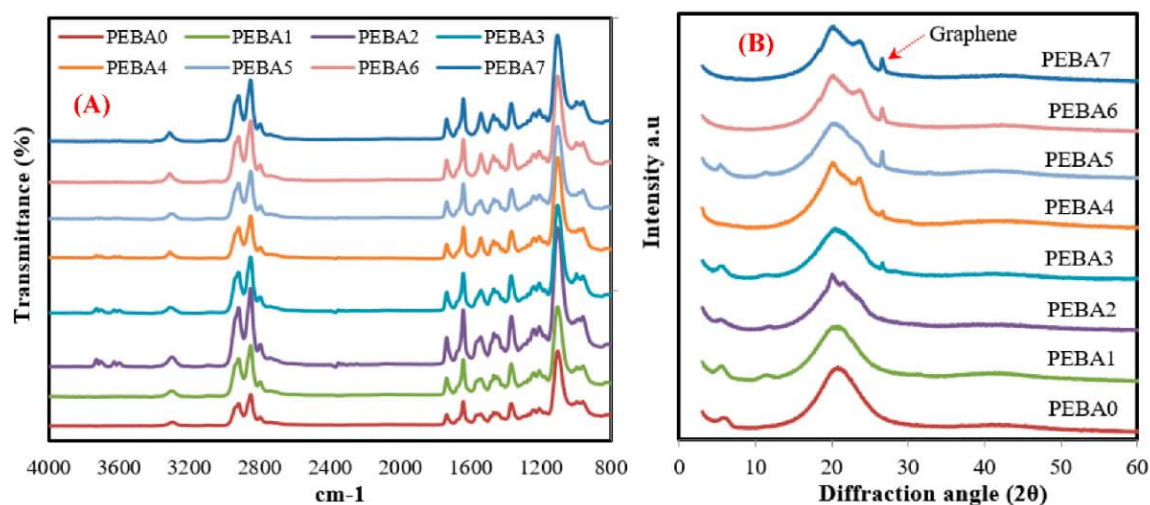 PEBA0 PEBA1 PEBA2 PEBA3
PEBA4 PEBA5 PEBA6 PEBA7
(A)
Transmittance (%)
4000 3600 3200 2800 2400 2000 1600 1200 800
cm-1
(B)
Graphene
PEBA7
PEBA6
PEBA5
PEBA4
PEBA3
PEBA2
PEBA1
PEBA0
Intensity a.u
0 10 20 30 40 50 60
Diffraction angle (2θ)